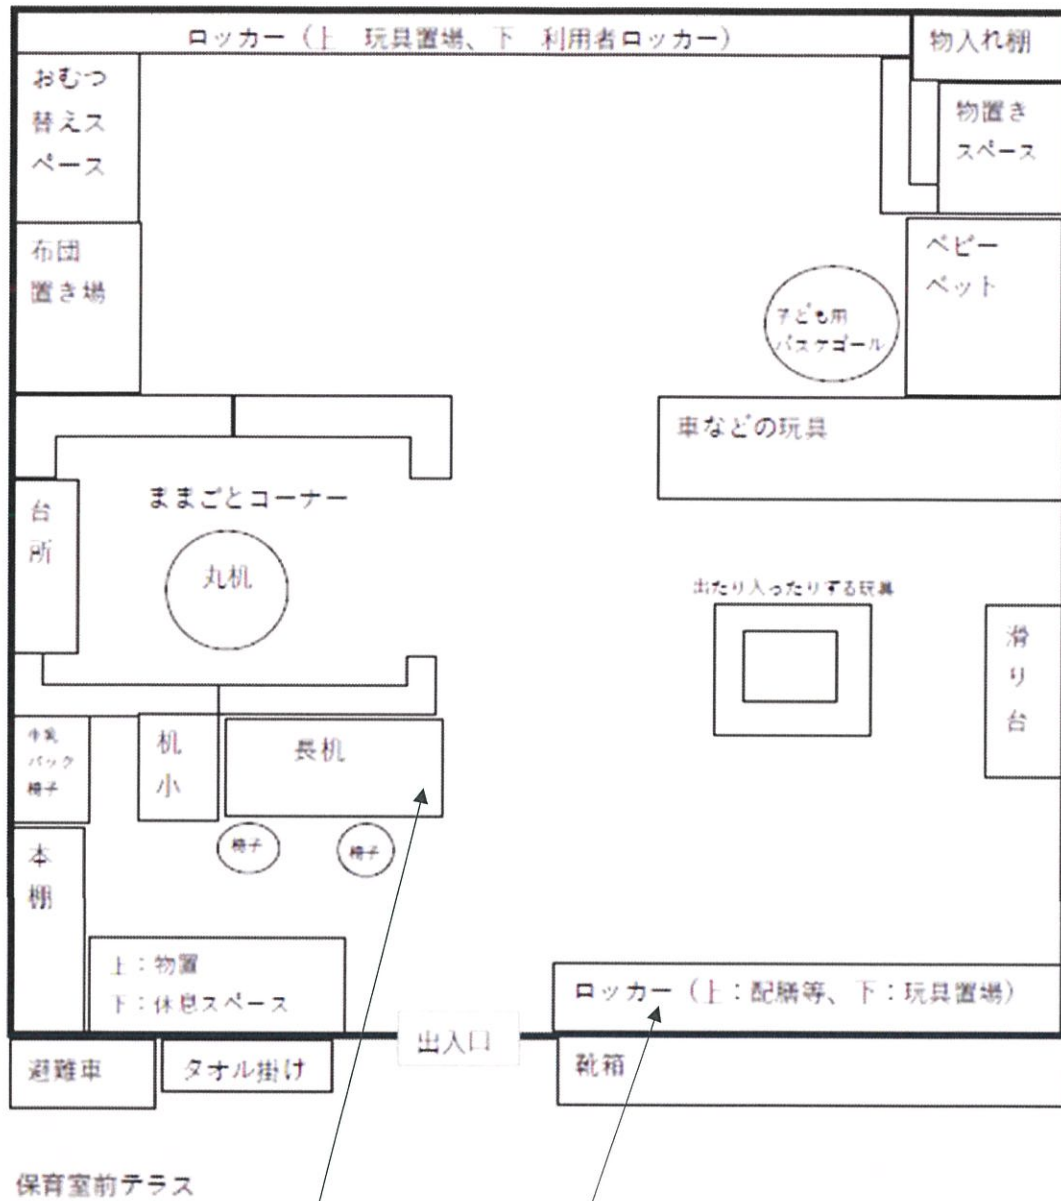 ロッカー（上　玩具置場、下　利用者ロッカー）
物入れ棚
おむつ
替えス
ペース
物置き
スペース
布団
置き場
ベビー
ベット
子ども用
バスケゴール
車などの玩具
ままごとコーナー
台
所
丸机
出たり入ったりする玩具
滑
り
台
牛乳
パック
椅子
机
小
長机
椅子
椅子
本
棚
上：物置
下：休息スペース
ロッカー（上：配膳等、下：玩具置場）
出入口
避難車
タオル掛け
靴箱
保育室前テラス